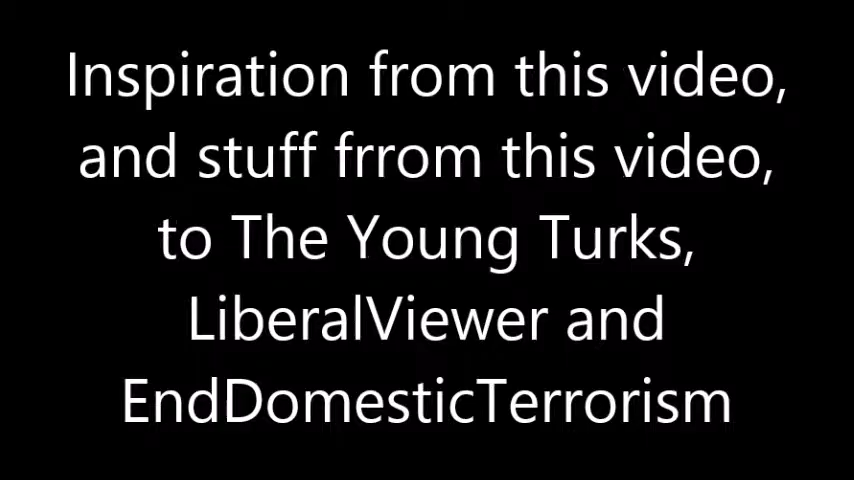 Inspiration from this video,
and stuff frrom this video,
to The Young Turks,
LiberalViewer and
EndDomesticTerrorism